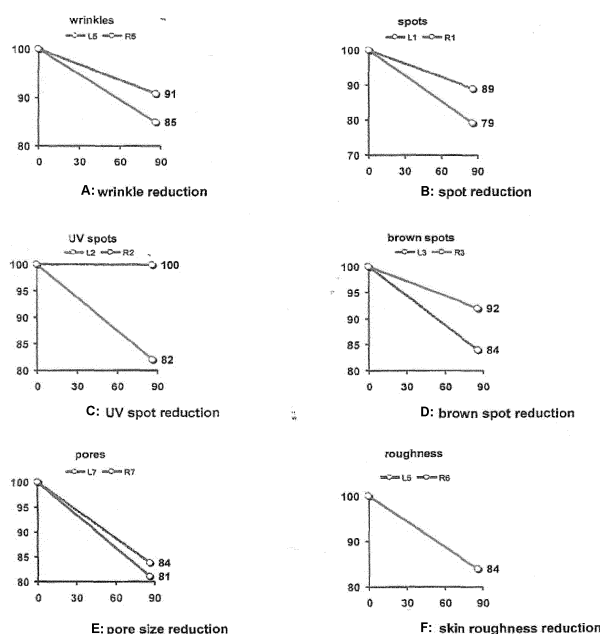 wrinkles
L5 R5
100
90
80
91
85
0 30 60 90
A: wrinkle reduction
spots
L1 R1
100
90
80
70
89
79
0 30 60 90
B: spot reduction
UV spots
L2 R2
100
95
90
85
80
100
82
0 30 60 90
C: UV spot reduction
brown spots
L3 R3
100
95
90
85
80
92
84
0 30 60 90
D: brown spot reduction
pores
L7 R7
100
95
90
85
80
84
81
0 30 60 90
E: pore size reduction
roughness
L6 R6
100
90
80
84
0 30 60 90
F: skin roughness reduction